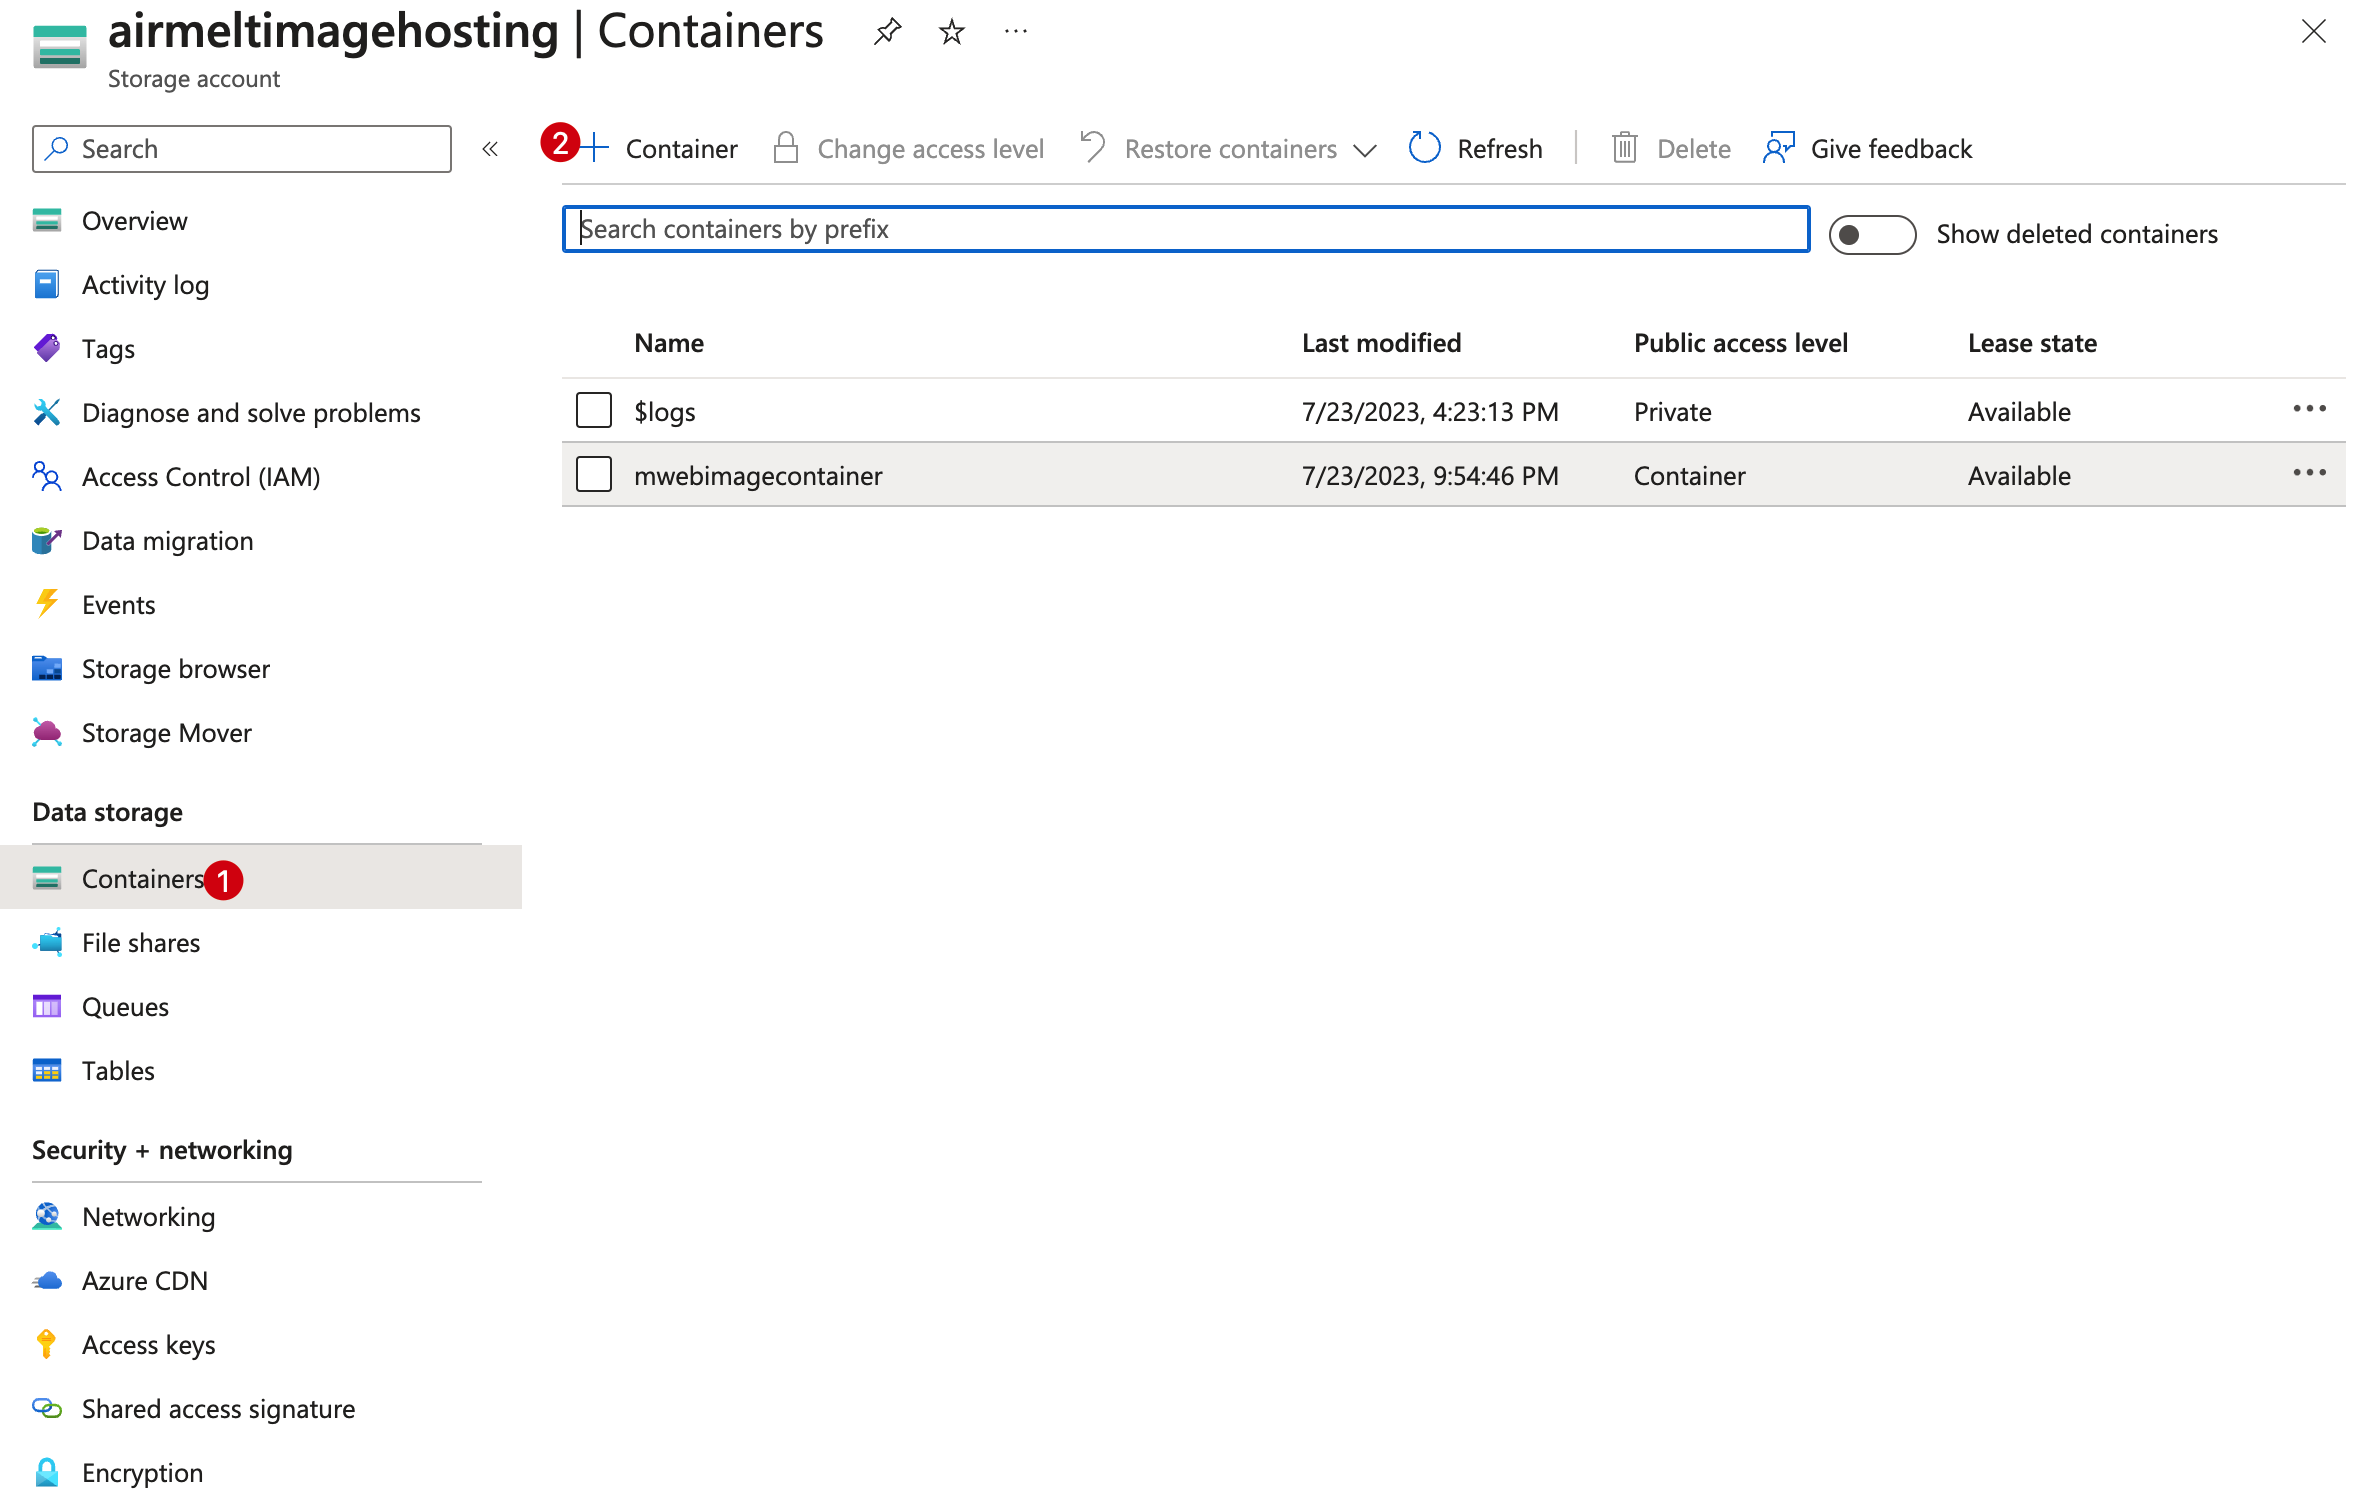 airmeltimagehosting | Containers
Storage account
Search
Overview
Activity log
Tags
Diagnose and solve problems
Access Control (IAM)
Data migration
Events
Storage browser
Storage Mover
Data storage
Containers 1
File shares
Queues
Tables
Security + networking
Networking
Azure CDN
Access keys
Shared access signature
Encryption
2 Container Change access level Restore containers Refresh Delete Give feedback
Search containers by prefix Show deleted containers
Name Last modified Public access level Lease state
$logs 7/23/2023, 4:23:13 PM Private Available
mwebimagecontainer 7/23/2023, 9:54:46 PM Container Available